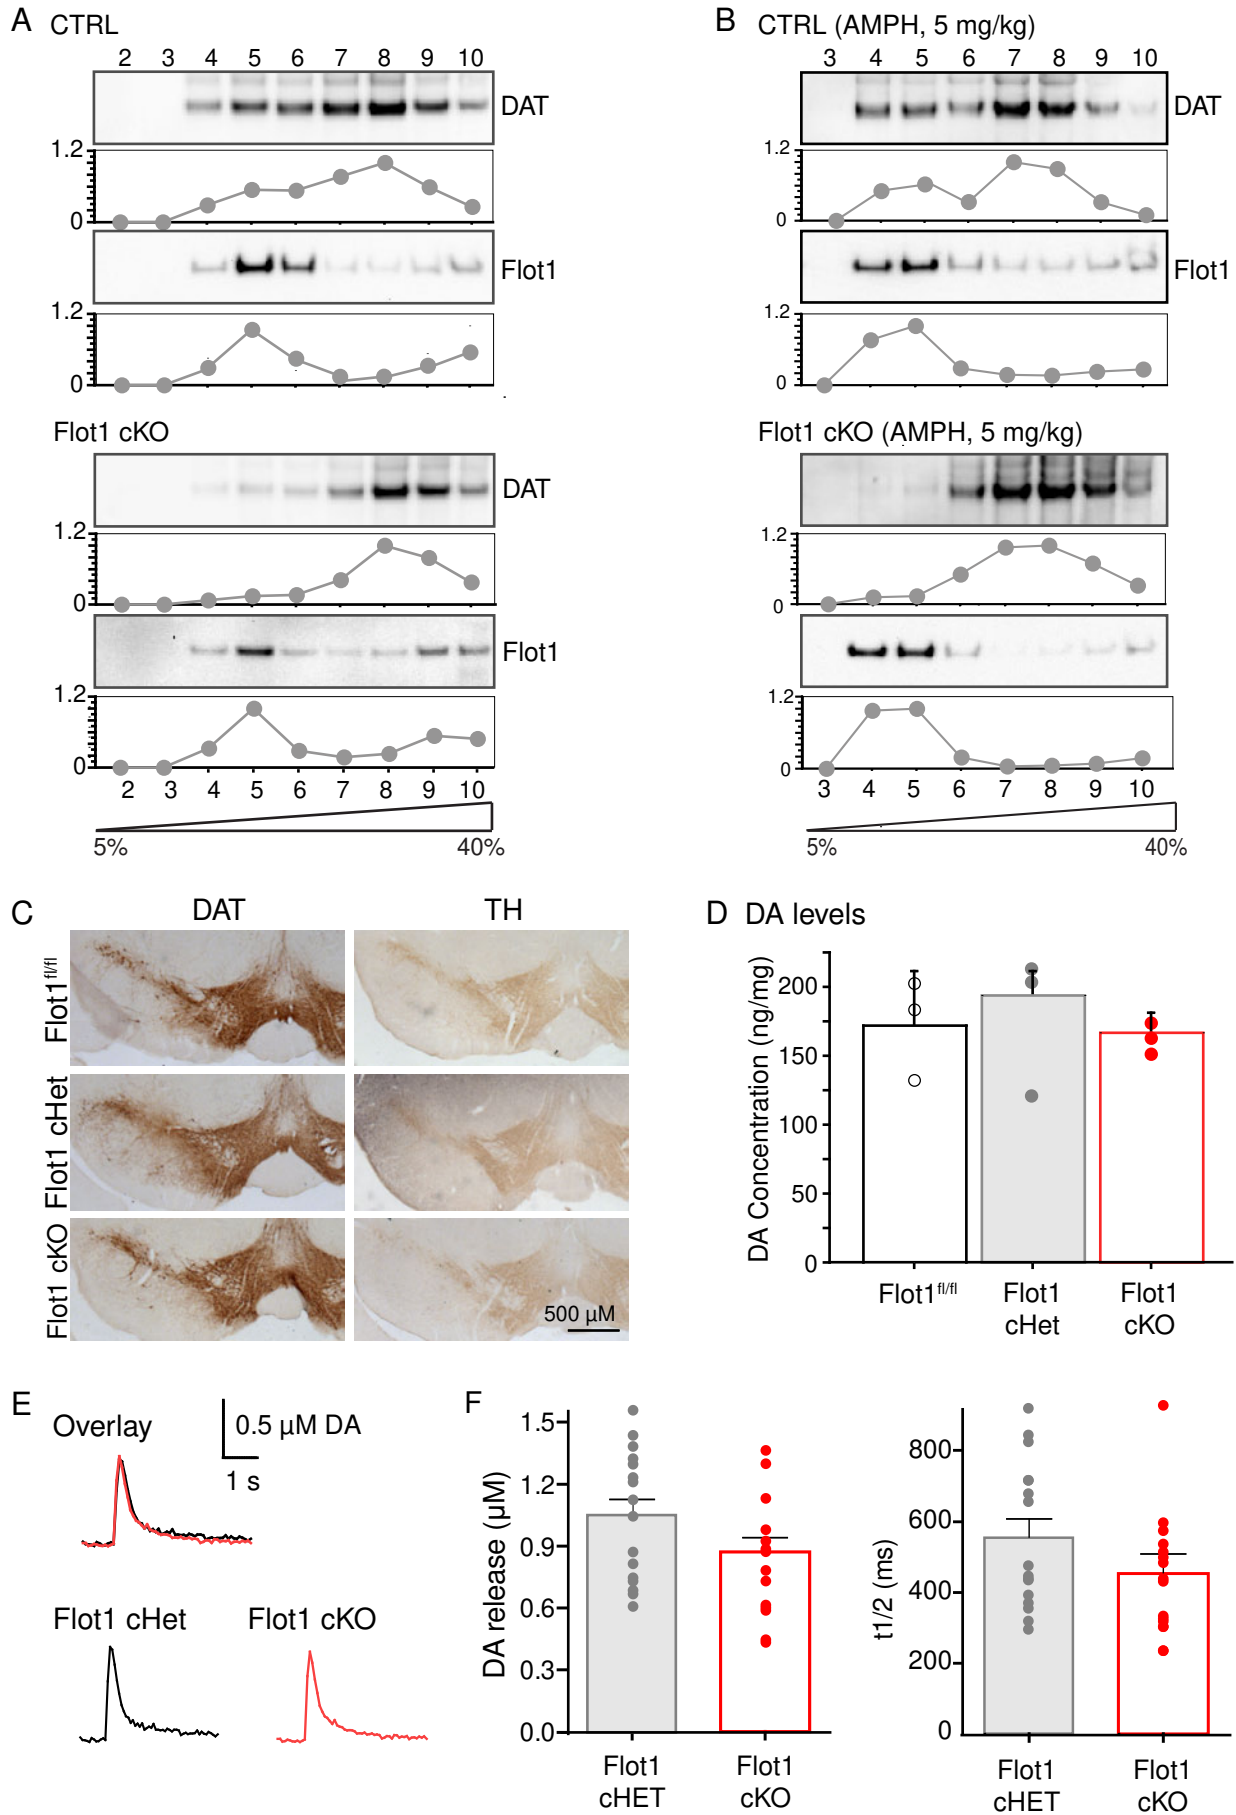 A CTRL
2 3 4 5 6 7 8 9 10
DAT
1.2
0
Flot1
1.2
0
Flot1 cKO
DAT
1.2
0
Flot1
1.2
0
2 3 4 5 6 7 8 9 10
5% 40%
B CTRL (AMPH, 5 mg/kg)
3 4 5 6 7 8 9 10
DAT
1.2
0
Flot1
1.2
0
Flot1 cKO (AMPH, 5 mg/kg)
1.2
0
1.2
0
3 4 5 6 7 8 9 10
5% 40%
C DAT TH
Flot1fl/fl
Flot1 cHet
Flot1 cKO
500 µM
D DA levels
DA Concentration (ng/mg)
200
150
100
50
0
Flot1fl/fl
Flot1
cHet
Flot1
cKO
E
Overlay
0.5 µM DA
1 s
Flot1 cHet
Flot1 cKO
F
DA release (µM)
1.5
1.2
0.9
0.6
0.3
0.0
Flot1
cHET
Flot1
cKO
t1/2 (ms)
800
600
400
200
0
Flot1
cHET
Flot1
cKO